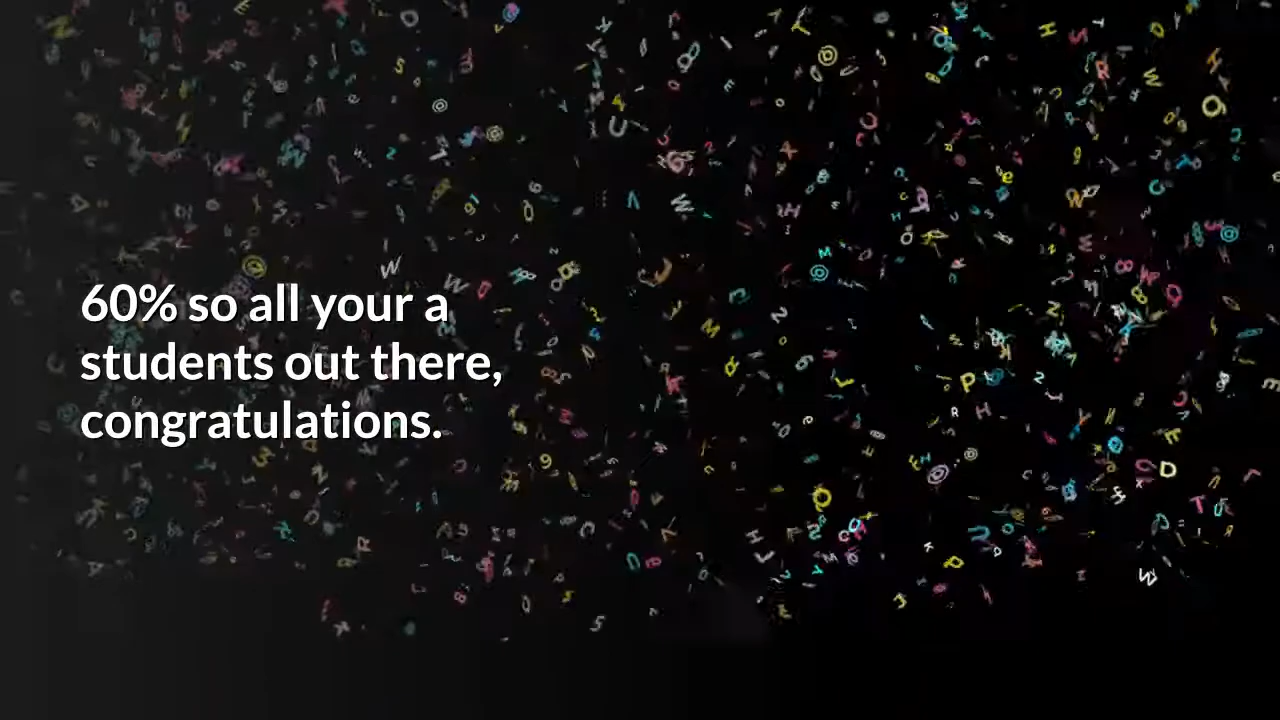 60% so all your a
students out there,
congratulations.